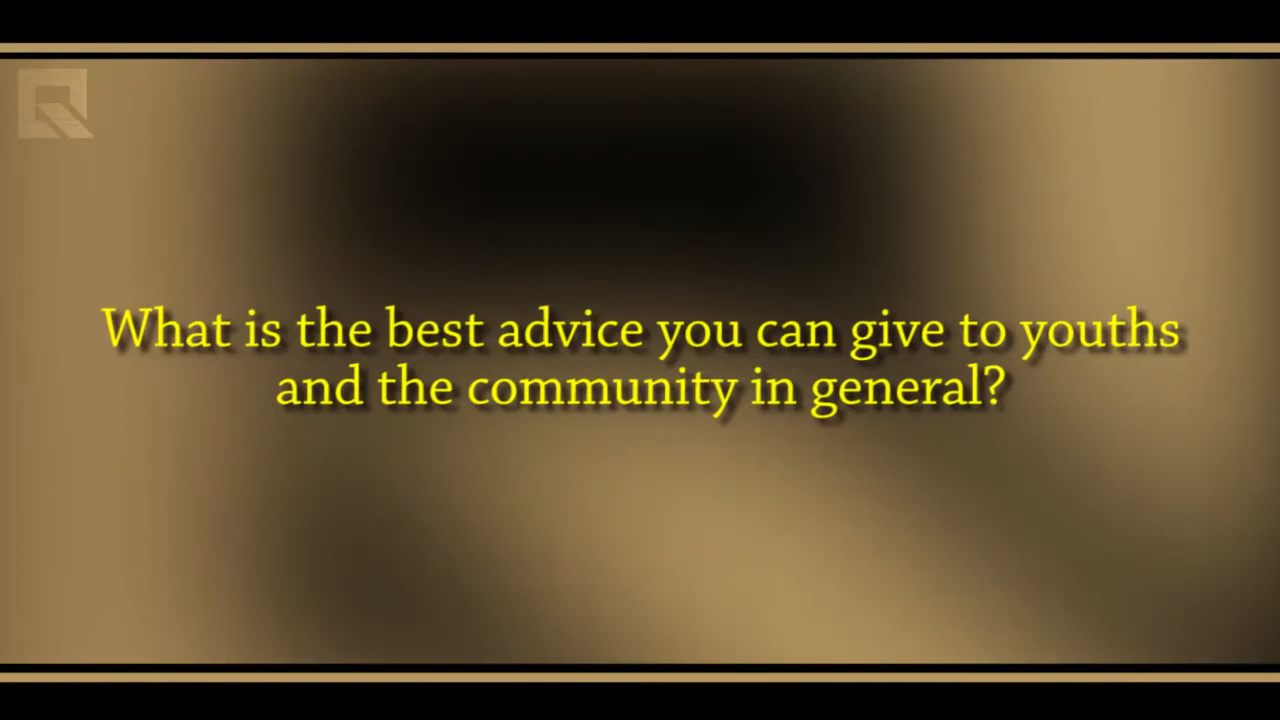 What is the best advice you can give to youths
and the community in general?